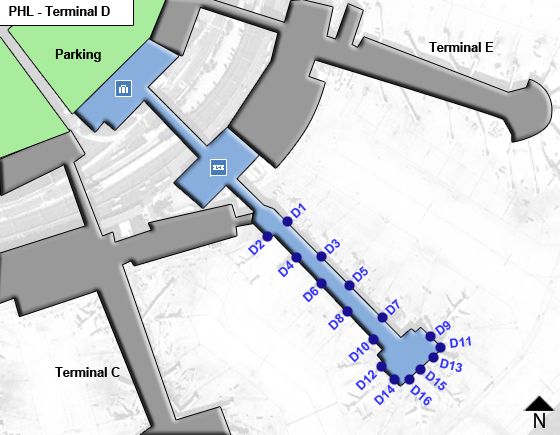 PHL - Terminal D
Parking
Terminal E
D1
D2
D3
D4
D5
D6
D7
D8
D9
D10
D11
D12
D13
D14
D15
D16
Terminal C
N